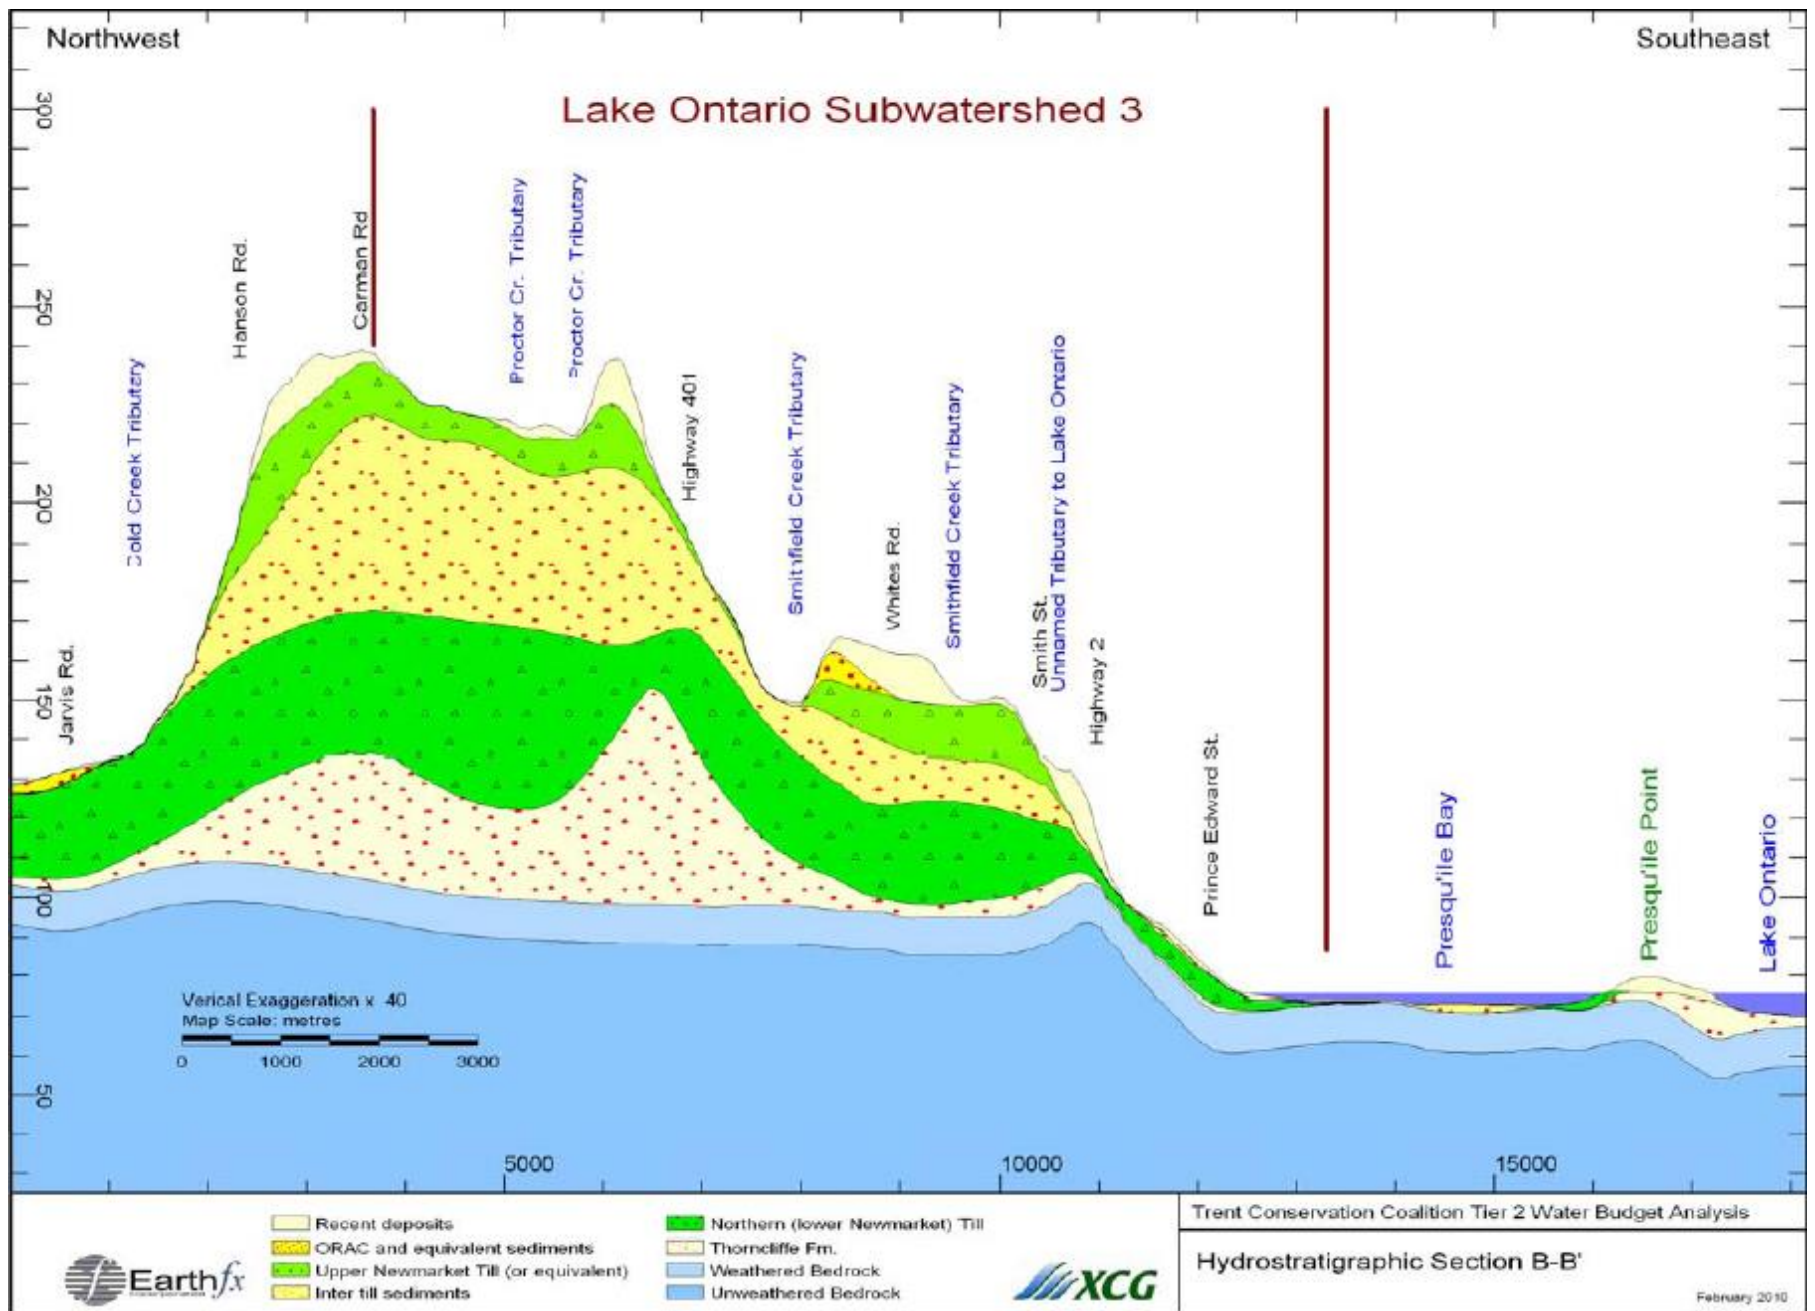 Northwest
Southeast
Lake Ontario Subwatershed 3
300
250
200
150
100
50
Jarvis Rd.
Cold Creek Tributary
Hanson Rd.
Carman Rd
Proctor Cr. Tributary
Proctor Cr. Tributary
Highway 401
Smithfield Creek Tributary
Whites Rd.
Smithfield Creek Tributary
Smith St.
Unnamed Tributary to Lake Ontario
Highway 2
Prince Edward St.
Presqu'ile Bay
Presqu'ile Point
Lake Ontario
Verical Exaggeration x 40
Map Scale: metres
0 1000 2000 3000
5000 10000 15000
Recent deposits
ORAC and equivalent sediments
Upper Newmarket Till (or equivalent)
Inter till sediments
Northern (lower Newmarket) Till
Thorncliffe Fm.
Weathered Bedrock
Unweathered Bedrock
Earthfx
XCG
Trent Conservation Coalition Tier 2 Water Budget Analysis
Hydrostratigraphic Section B-B'
February 2010